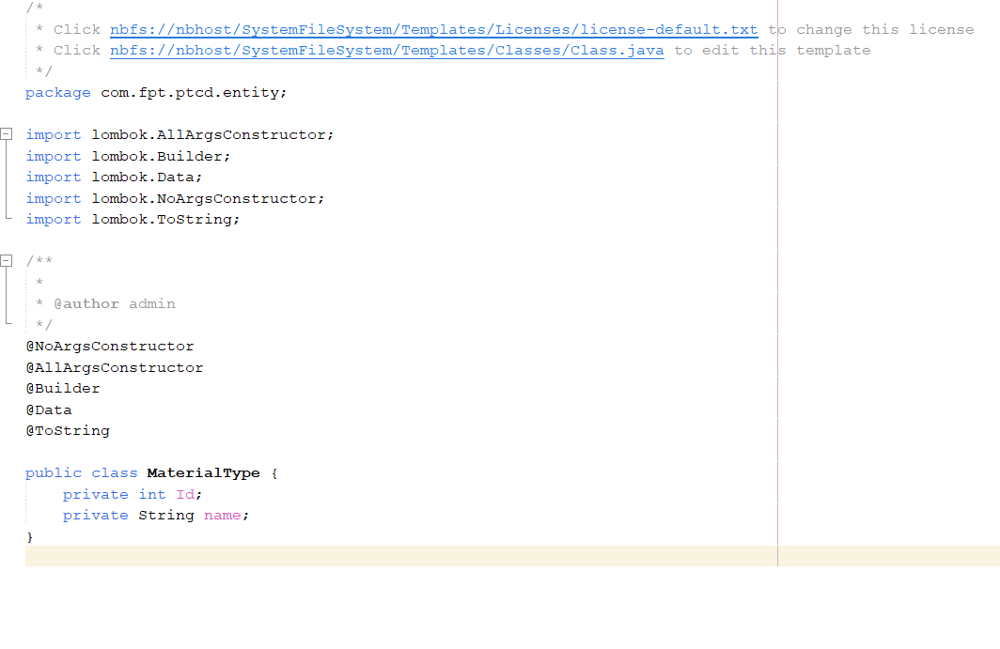 /*
 * Click nbfs://nbhost/SystemFileSystem/Templates/Licenses/license-default.txt to change this license
 * Click nbfs://nbhost/SystemFileSystem/Templates/Classes/Class.java to edit this template
 */
package com.fpt.ptcd.entity;
import lombok.AllArgsConstructor;
import lombok.Builder;
import lombok.Data;
import lombok.NoArgsConstructor;
import lombok.ToString;
/**
 *
 * @author admin
 */
@NoArgsConstructor
@AllArgsConstructor
@Builder
@Data
@ToString
public class MaterialType {
    private int Id;
    private String name;
}